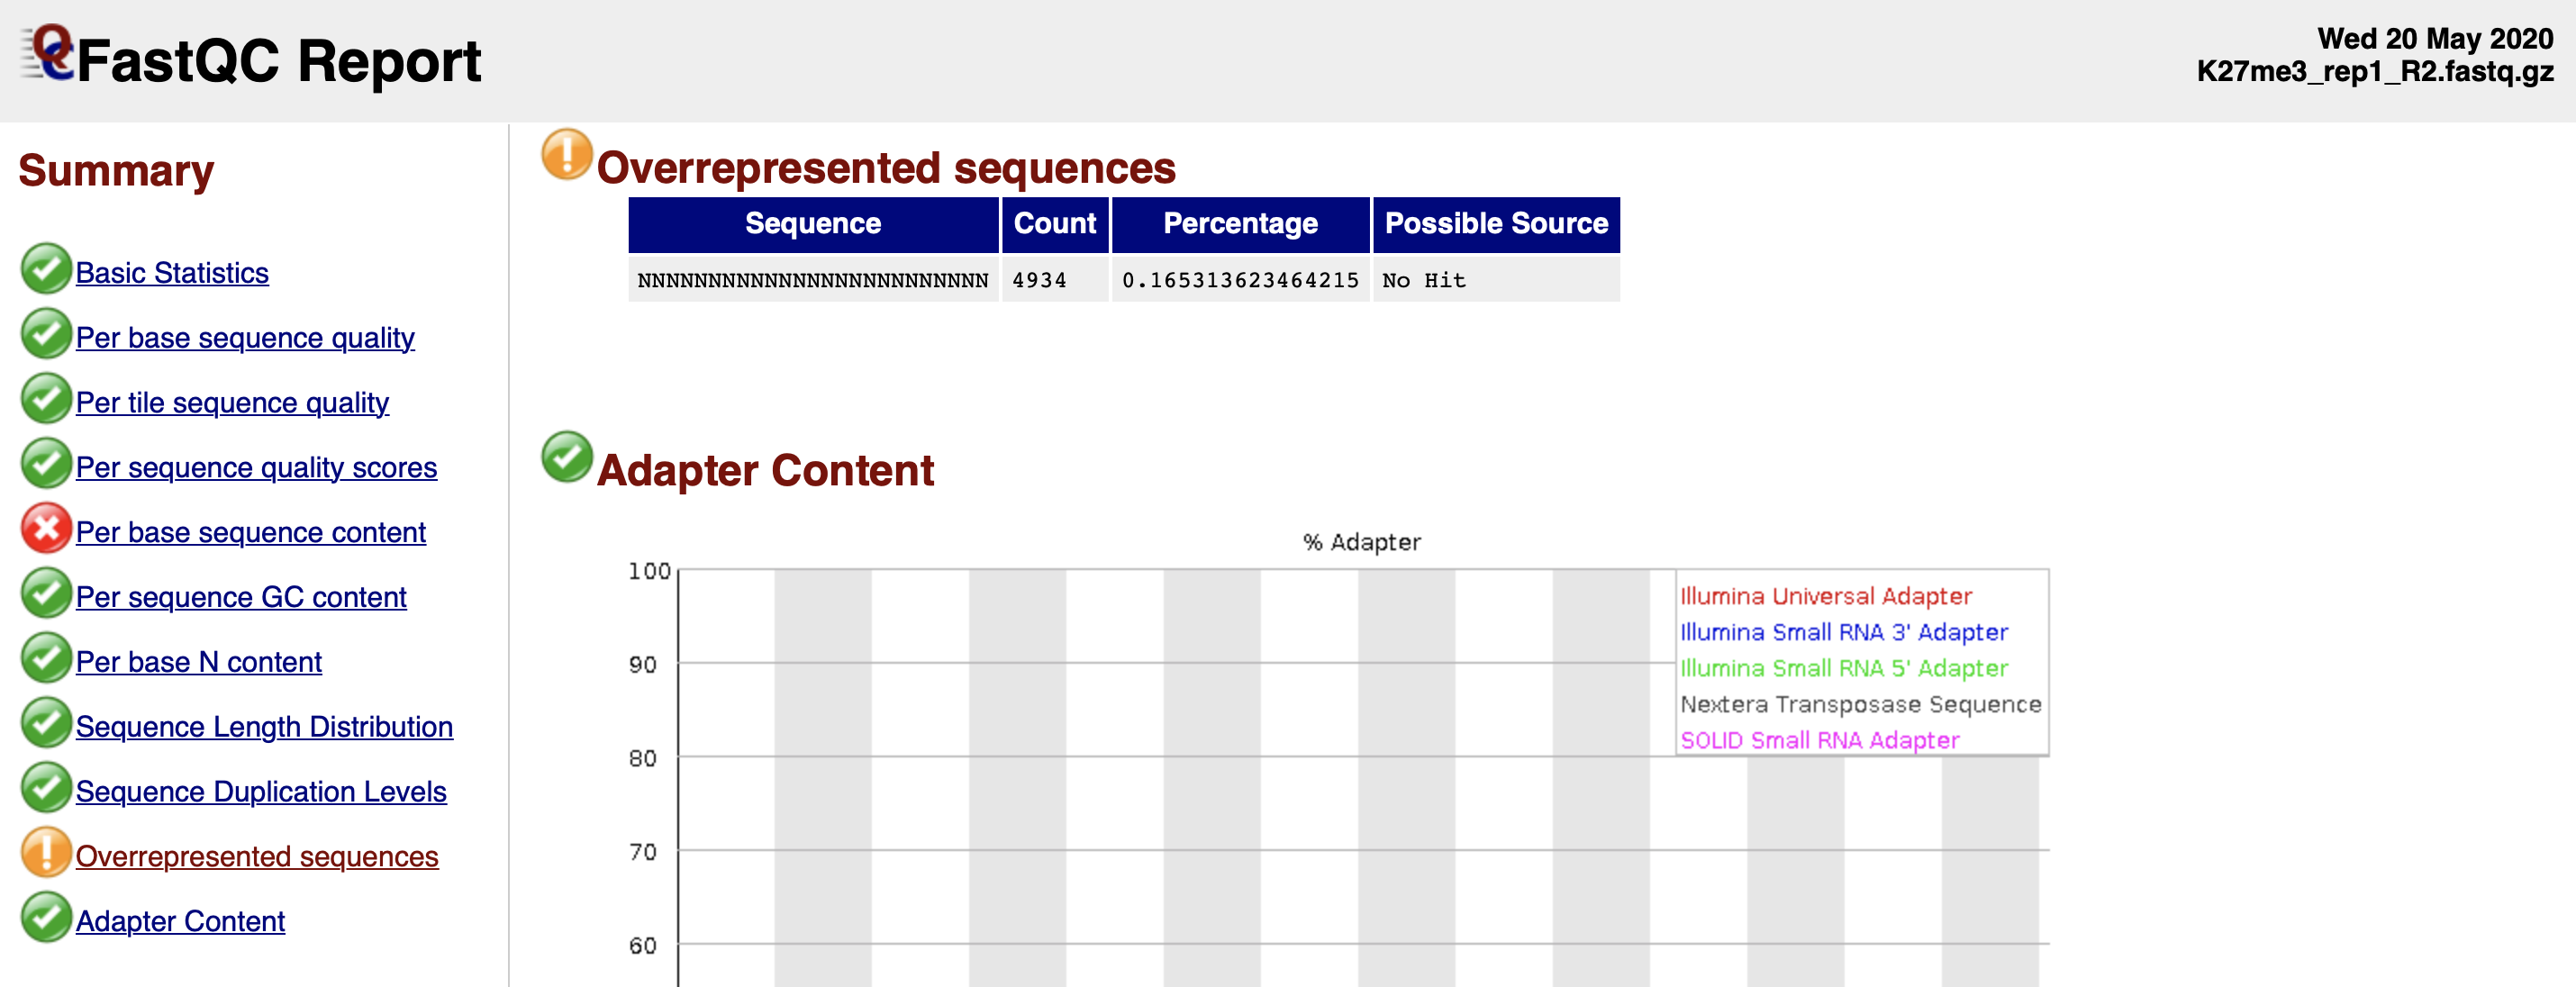 FastQC Report
Wed 20 May 2020
K27me3_rep1_R2.fastq.gz
Summary
Basic Statistics
Per base sequence quality
Per tile sequence quality
Per sequence quality scores
Per base sequence content
Per sequence GC content
Per base N content
Sequence Length Distribution
Sequence Duplication Levels
Overrepresented sequences
Adapter Content
Overrepresented sequences
Sequence Count Percentage Possible Source
NNNNNNNNNNNNNNNNNNNNNNNNN 4934 0.165313623464215 No Hit
Adapter Content
% Adapter
100
90
80
70
60
Illumina Universal Adapter
Illumina Small RNA 3' Adapter
Illumina Small RNA 5' Adapter
Nextera Transposase Sequence
SOLID Small RNA Adapter